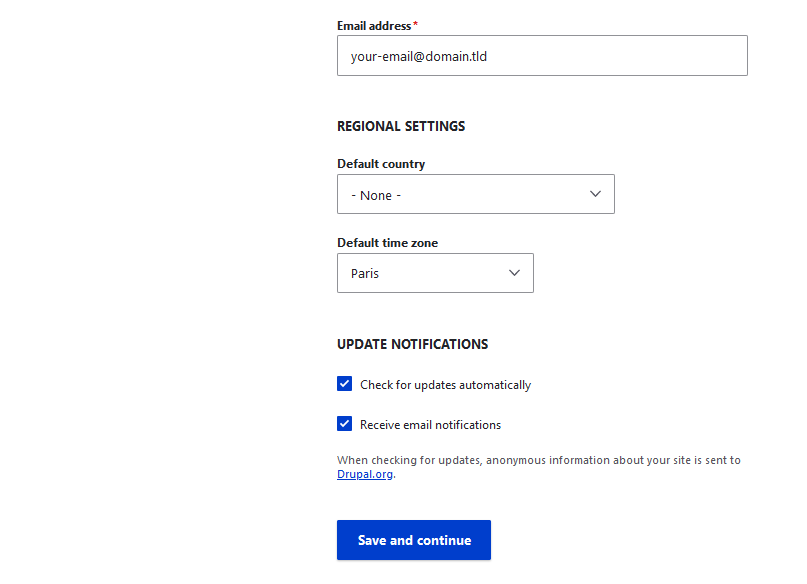 Email address*
your-email@domain.tld
REGIONAL SETTINGS
Default country
- None -
Default time zone
Paris
UPDATE NOTIFICATIONS
Check for updates automatically
Receive email notifications
When checking for updates, anonymous information about your site is sent to
Drupal.org.
Save and continue